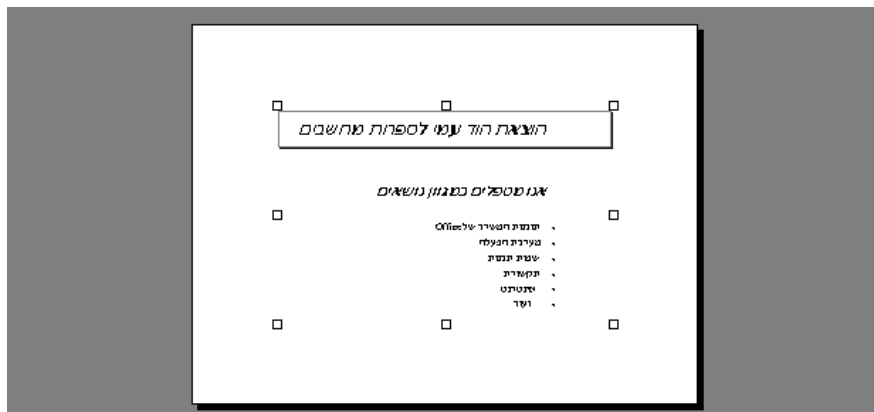 הוצאת הוד עמי לספרות מחשבים
אנו מטפלים במגוון נושאים
תוכנות המשרד של Office
מערכת הפעלה
שפות תכנות
תקשורת
אינטרנט
ועוד